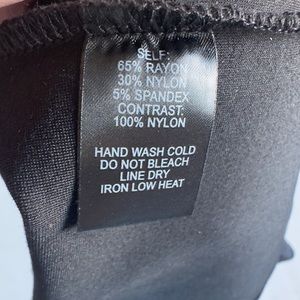 SELF:
65% RAYON
30% NYLON
5% SPANDEX
CONTRAST:
100% NYLON
HAND WASH COLD
DO NOT BLEACH
LINE DRY
IRON LOW HEAT